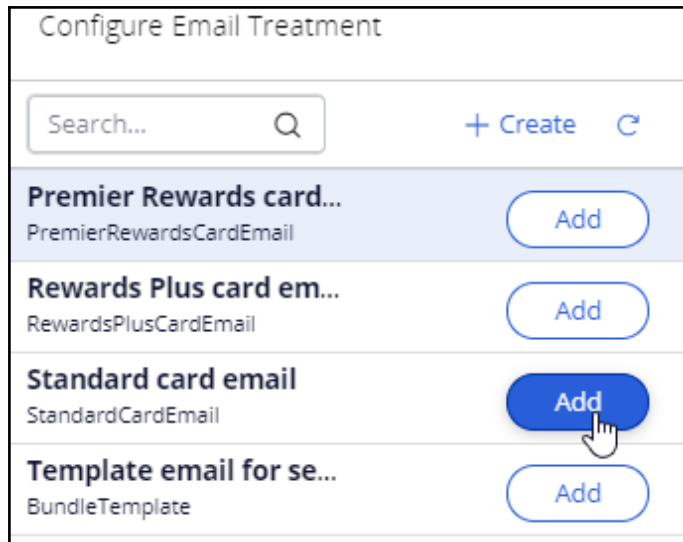 Configure Email Treatment
Search...
+ Create
Premier Rewards card...
PremierRewardsCardEmail
Add
Rewards Plus card em...
RewardsPlusCardEmail
Add
Standard card email
StandardCardEmail
Add
Template email for se...
BundleTemplate
Add